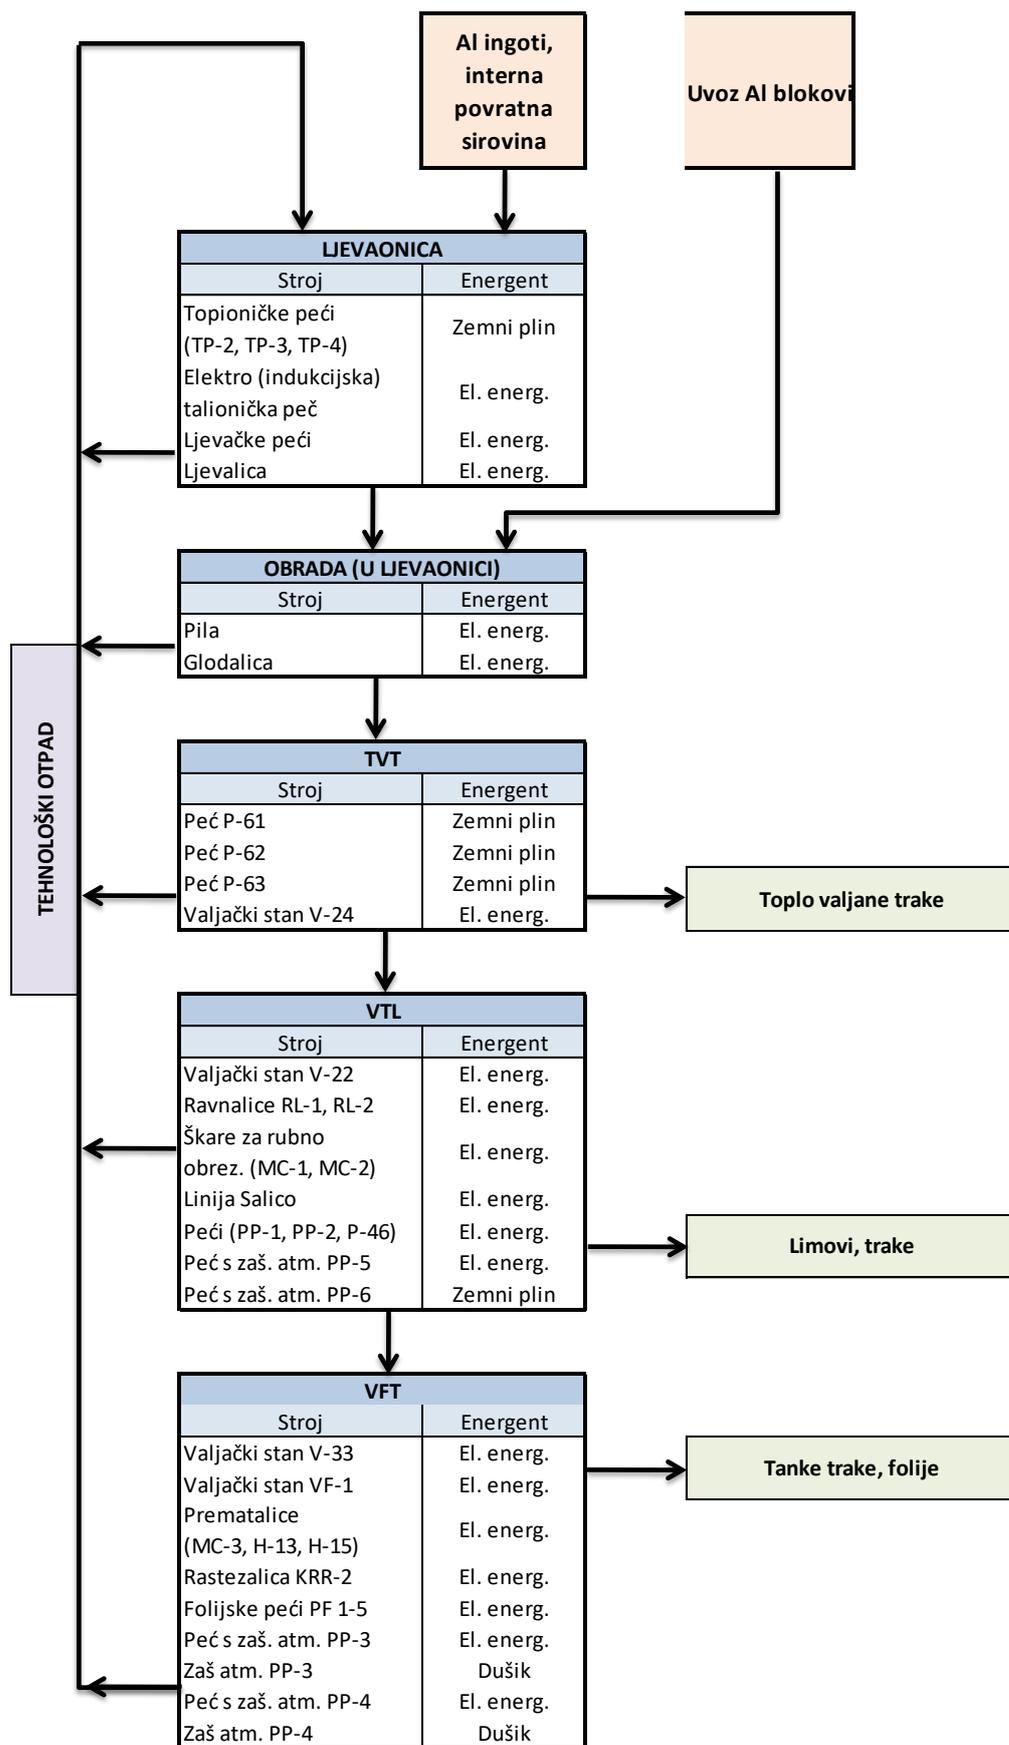 Al ingoti,
interna
povratna
sirovina
Uvoz Al blokovi
LJEVAONICA
Stroj Energent
Topioničke peći
(TP-2, TP-3, TP-4) Zemni plin
Elektro (indukcijska)
talionička peč El. energ.
Ljevačke peći El. energ.
Ljevalica El. energ.
OBRADA (U LJEVAONICI)
Stroj Energent
Pila El. energ.
Glodalica El. energ.
TEHNOLOŠKI OTPAD
TVT
Stroj Energent
Peć P-61 Zemni plin
Peć P-62 Zemni plin
Peć P-63 Zemni plin
Valjački stan V-24 El. energ.
Toplo valjane trake
VTL
Stroj Energent
Valjački stan V-22 El. energ.
Ravnalice RL-1, RL-2 El. energ.
Škare za rubno
obrez. (MC-1, MC-2) El. energ.
Linija Salico El. energ.
Peći (PP-1, PP-2, P-46) El. energ.
Peć s zaš. atm. PP-5 El. energ.
Peć s zaš. atm. PP-6 Zemni plin
Limovi, trake
VFT
Stroj Energent
Valjački stan V-33 El. energ.
Valjački stan VF-1 El. energ.
Prematalice
(MC-3, H-13, H-15) El. energ.
Rastezalica KRR-2 El. energ.
Folijske peći PF 1-5 El. energ.
Peć s zaš. atm. PP-3 El. energ.
Zaš atm. PP-3 Dušik
Peć s zaš. atm. PP-4 El. energ.
Zaš atm. PP-4 Dušik
Tanke trake, folije